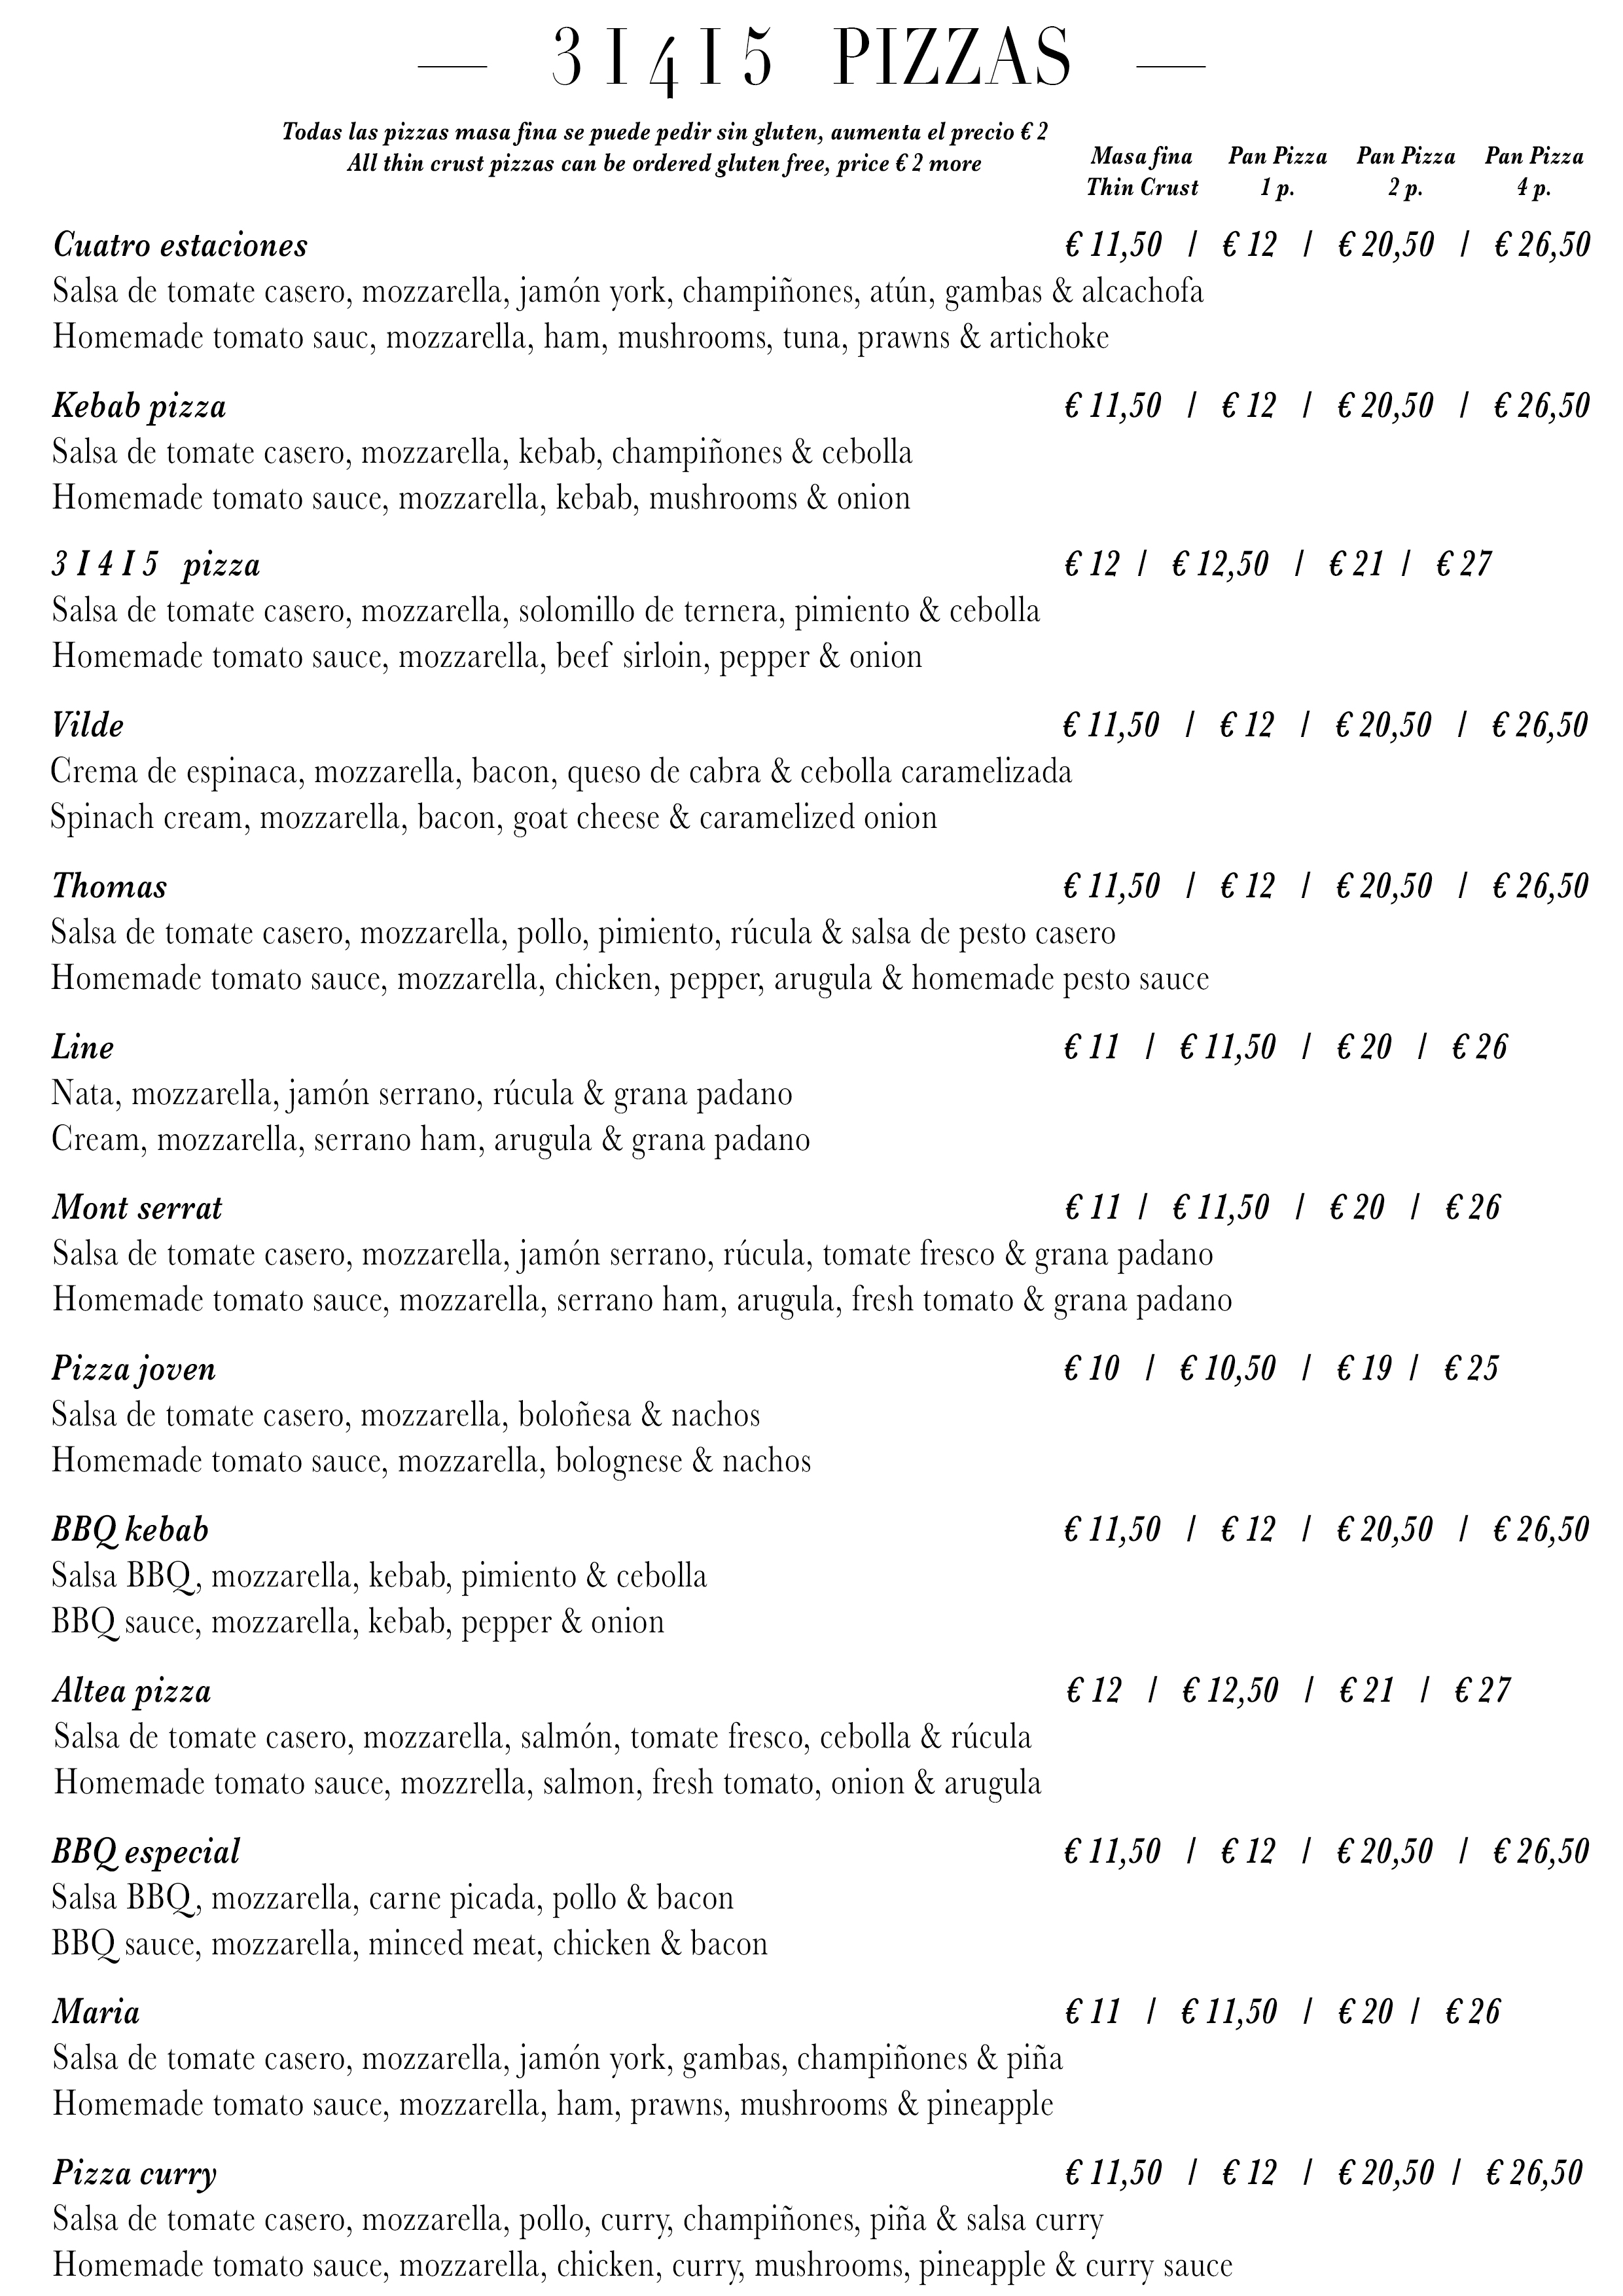 3 I 4 I 5 PIZZAS
Todas las pizzas masa fina se puede pedir sin gluten, aumenta el precio € 2
All thin crust pizzas can be ordered gluten free, price € 2 more
Masa fina Pan Pizza Pan Pizza Pan Pizza
Thin Crust 1 p. 2 p. 4 p.
Cuatro estaciones € 11,50 / € 12 / € 20,50 / € 26,50
Salsa de tomate casero, mozzarella, jamón york, champiñones, atún, gambas & alcachofa
Homemade tomato sauc, mozzarella, ham, mushrooms, tuna, prawns & artichoke
Kebab pizza € 11,50 / € 12 / € 20,50 / € 26,50
Salsa de tomate casero, mozzarella, kebab, champiñones & cebolla
Homemade tomato sauce, mozzarella, kebab, mushrooms & onion
3 I 4 I 5 pizza € 12 / € 12,50 / € 21 / € 27
Salsa de tomate casero, mozzarella, solomillo de ternera, pimiento & cebolla
Homemade tomato sauce, mozzarella, beef sirloin, pepper & onion
Vilde € 11,50 / € 12 / € 20,50 / € 26,50
Crema de espinaca, mozzarella, bacon, queso de cabra & cebolla caramelizada
Spinach cream, mozzarella, bacon, goat cheese & caramelized onion
Thomas € 11,50 / € 12 / € 20,50 / € 26,50
Salsa de tomate casero, mozzarella, pollo, pimiento, rúcula & salsa de pesto casero
Homemade tomato sauce, mozzarella, chicken, pepper, arugula & homemade pesto sauce
Line € 11 / € 11,50 / € 20 / € 26
Nata, mozzarella, jamón serrano, rúcula & grana padano
Cream, mozzarella, serrano ham, arugula & grana padano
Mont serrat € 11 / € 11,50 / € 20 / € 26
Salsa de tomate casero, mozzarella, jamón serrano, rúcula, tomate fresco & grana padano
Homemade tomato sauce, mozzarella, serrano ham, arugula, fresh tomato & grana padano
Pizza joven € 10 / € 10,50 / € 19 / € 25
Salsa de tomate casero, mozzarella, boloñesa & nachos
Homemade tomato sauce, mozzarella, bolognese & nachos
BBQ kebab € 11,50 / € 12 / € 20,50 / € 26,50
Salsa BBQ, mozzarella, kebab, pimiento & cebolla
BBQ sauce, mozzarella, kebab, pepper & onion
Altea pizza € 12 / € 12,50 / € 21 / € 27
Salsa de tomate casero, mozzarella, salmón, tomate fresco, cebolla & rúcula
Homemade tomato sauce, mozzrella, salmon, fresh tomato, onion & arugula
BBQ especial € 11,50 / € 12 / € 20,50 / € 26,50
Salsa BBQ, mozzarella, carne picada, pollo & bacon
BBQ sauce, mozzarella, minced meat, chicken & bacon
Maria € 11 / € 11,50 / € 20 / € 26
Salsa de tomate casero, mozzarella, jamón york, gambas, champiñones & piña
Homemade tomato sauce, mozzarella, ham, prawns, mushrooms & pineapple
Pizza curry € 11,50 / € 12 / € 20,50 / € 26,50
Salsa de tomate casero, mozzarella, pollo, curry, champiñones, piña & salsa curry
Homemade tomato sauce, mozzarella, chicken, curry, mushrooms, pineapple & curry sauce